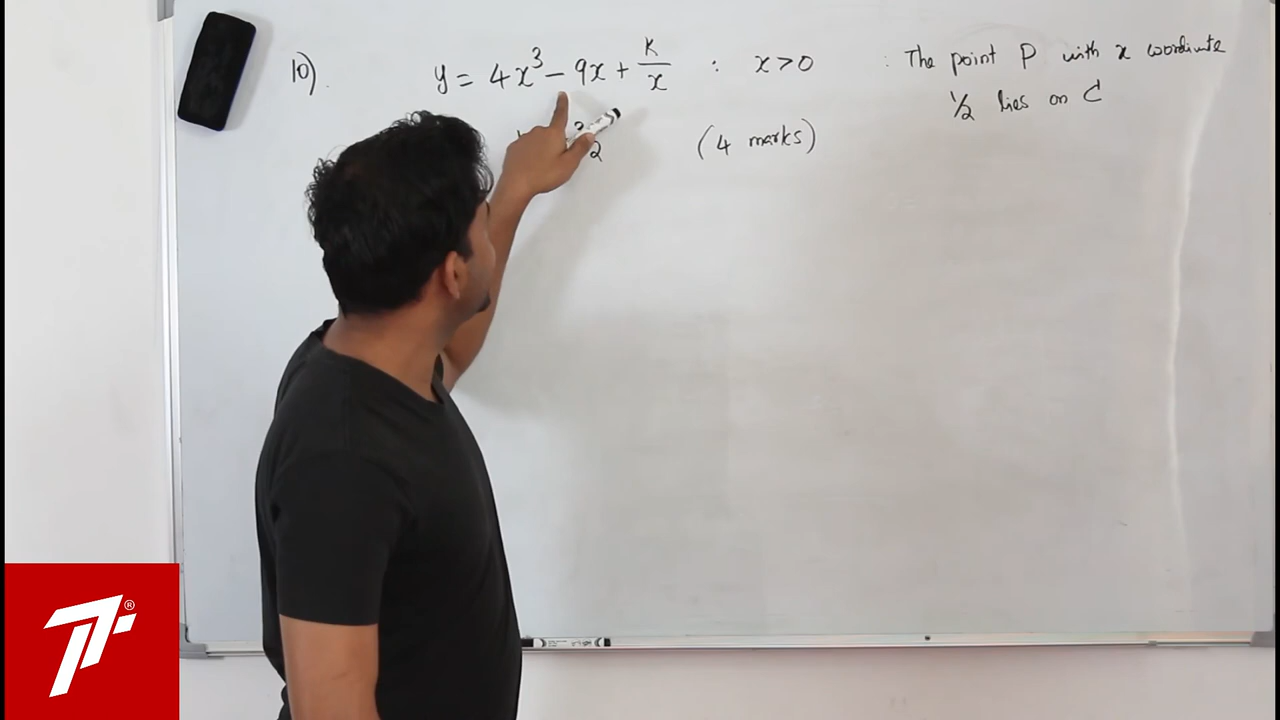 10) y = 4x³ - 9x + k/x : x > 0 : The point P with x coordinate
1/2 lies on C
(4 marks)